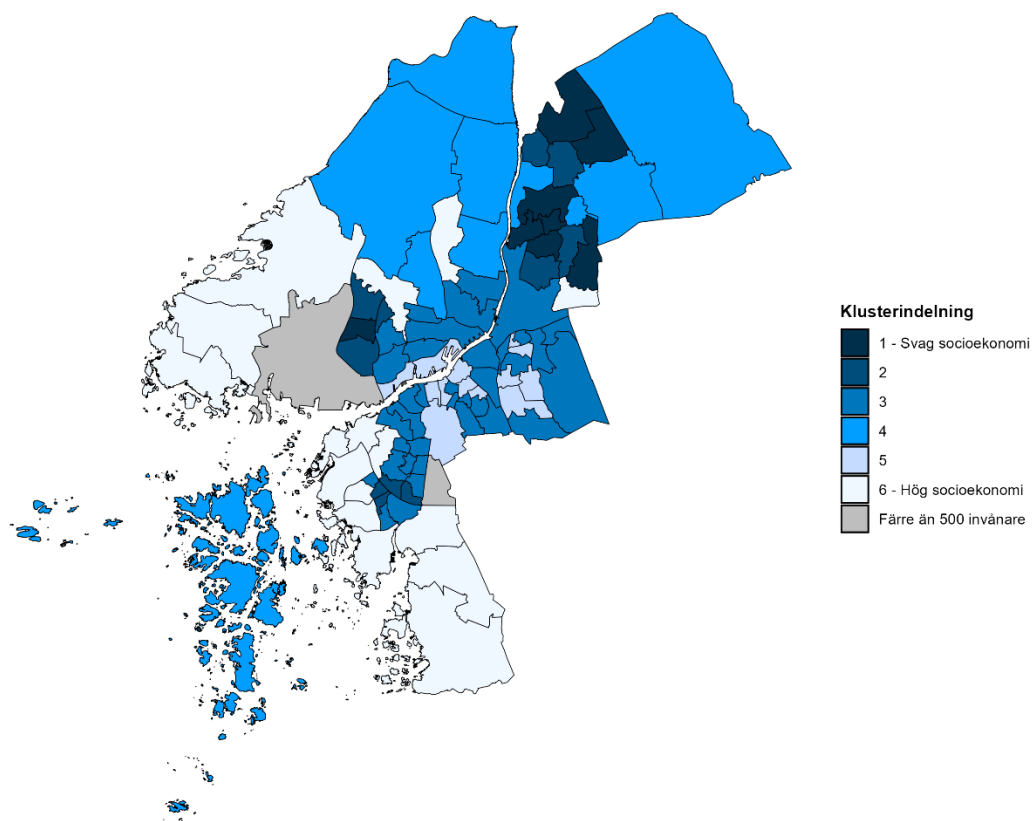 Klusterindelning
1 - Svag socioekonomi
2
3
4
5
6 - Hög socioekonomi
Färre än 500 invånare